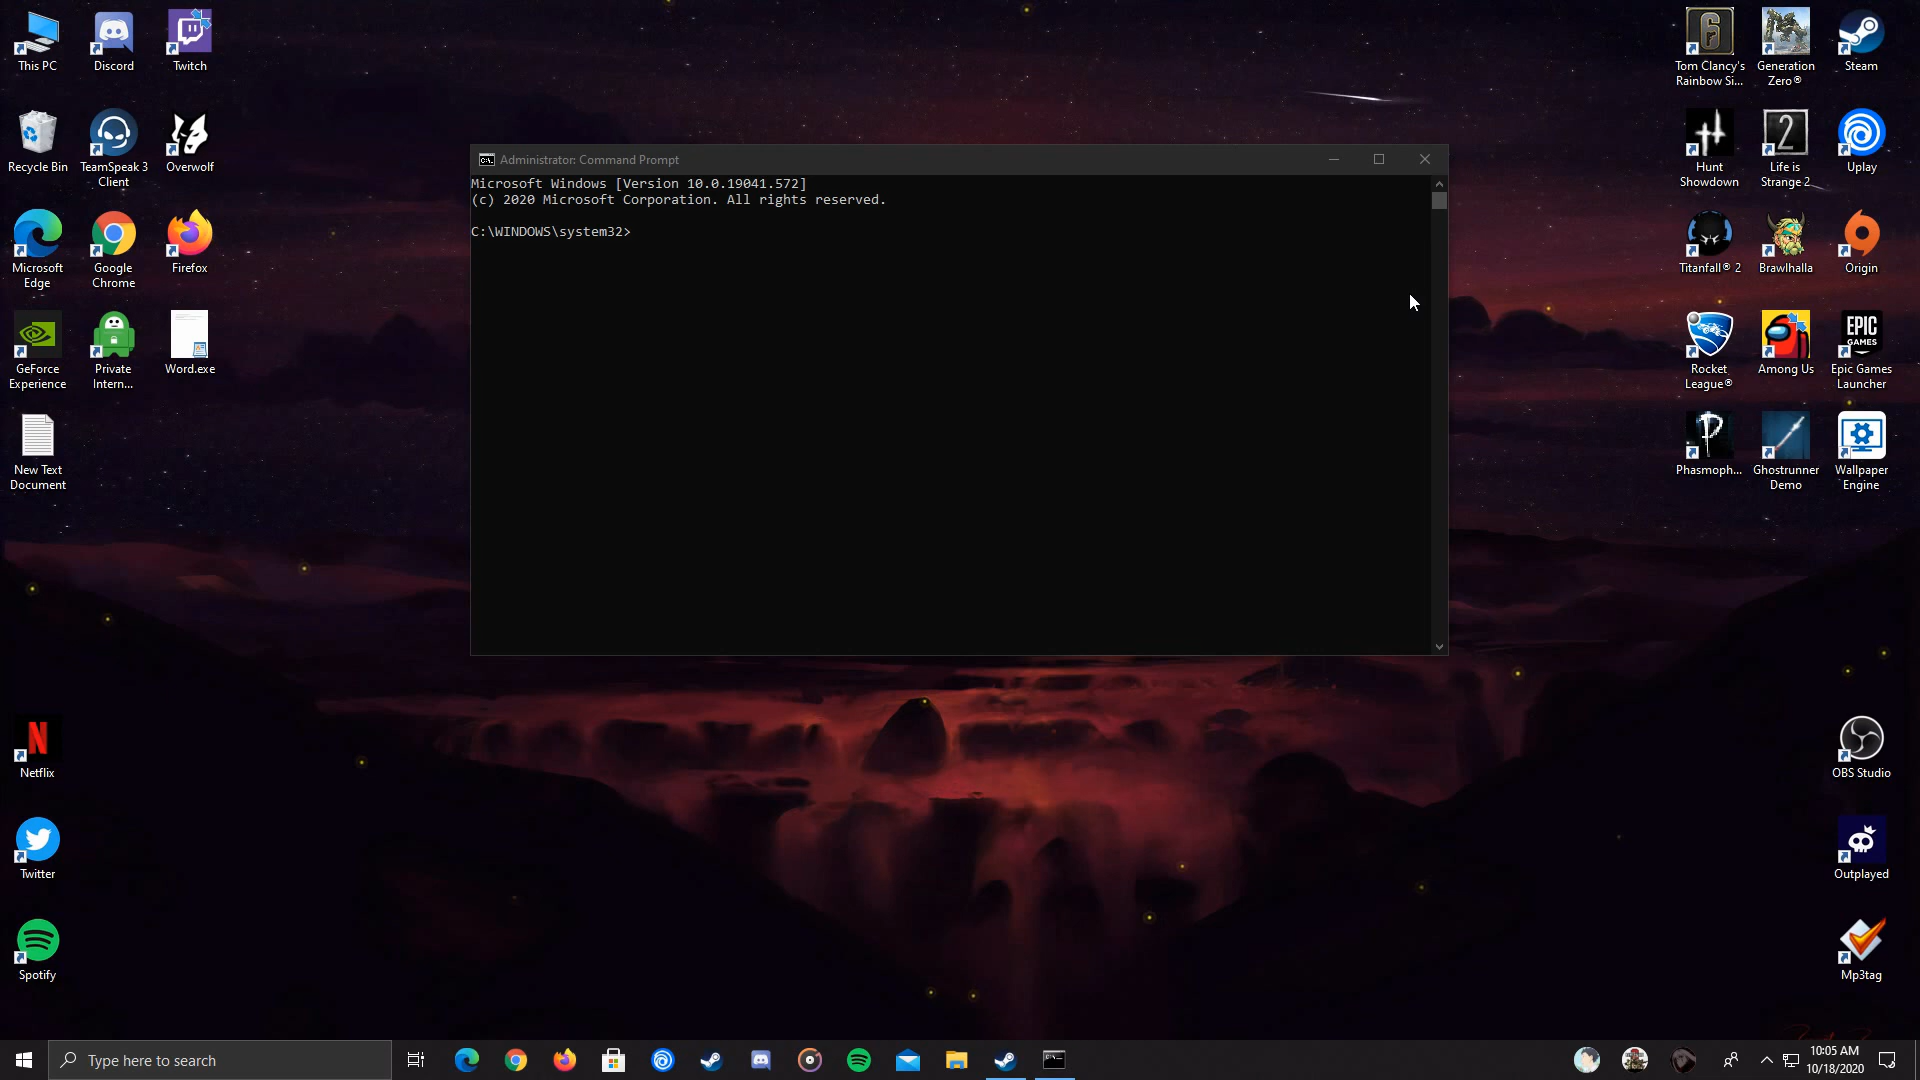 This PC
Discord
Twitch
Recycle Bin
TeamSpeak 3
Client
Overwolf
Microsoft
Edge
Google
Chrome
Firefox
GeForce
Experience
Private
Intern...
Word.exe
New Text
Document
Netflix
Twitter
Spotify
Administrator: Command Prompt
Microsoft Windows [Version 10.0.19041.572]
(c) 2020 Microsoft Corporation. All rights reserved.
C:\WINDOWS\system32>
Tom Clancy's
Rainbow Si...
Generation
Zero®
Steam
Hunt
Showdown
2
Life is
Strange 2
Uplay
Titanfall® 2
Brawlhalla
Origin
Rocket
League®
Among Us
EPIC
GAMES
Epic Games
Launcher
Phasmoph...
Ghostrunner
Demo
Wallpaper
Engine
OBS Studio
Outplayed
Mp3tag
Type here to search
10:05 AM
10/18/2020